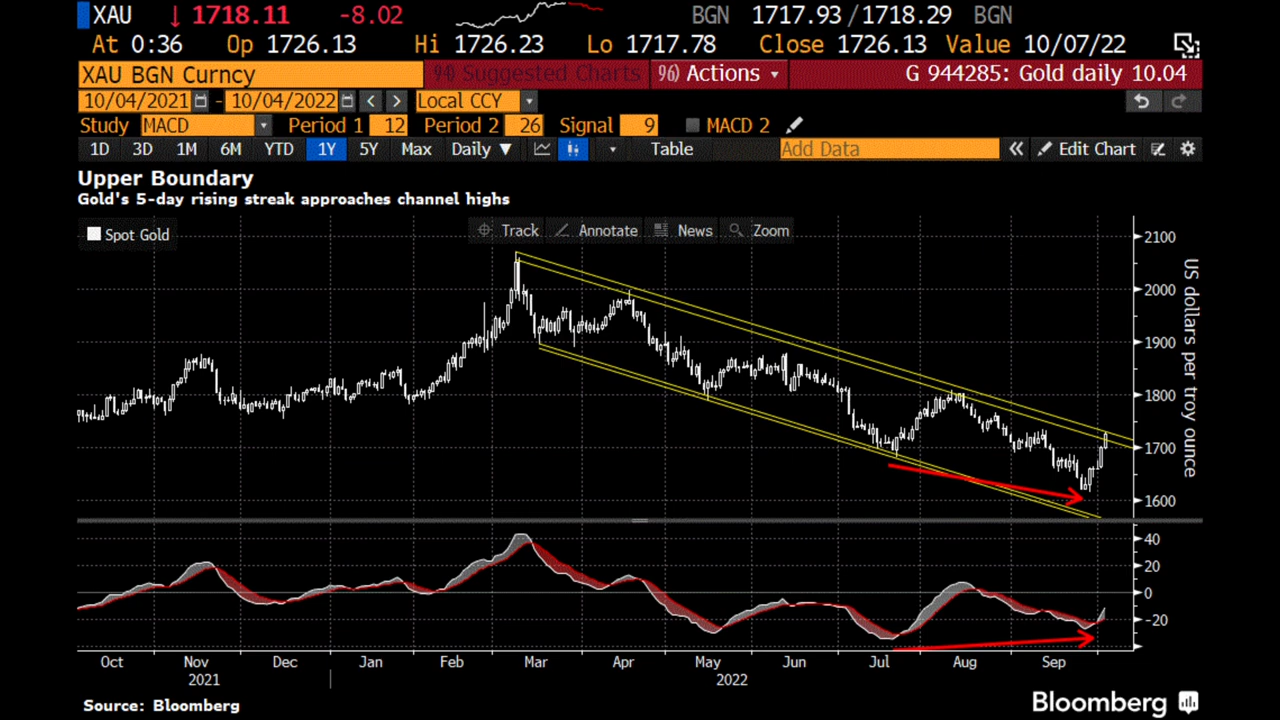 XAU ↓ 1718.11 -8.02 BGN 1717.93/1718.29 BGN
At 0:36 Op 1726.13 Hi 1726.23 Lo 1717.78 Close 1726.13 Value 10/07/22
XAU BGN Curncy 94) Suggested Charts 96) Actions ▾ G 944285: Gold daily 10.04
10/04/2021 - 10/04/2022 < > Local CCY ▾
Study MACD ▾ Period 1 12 Period 2 26 Signal 9 MACD 2
1D 3D 1M 6M YTD 1Y 5Y Max Daily ▼ Table Add Data « Edit Chart
Upper Boundary
Gold's 5-day rising streak approaches channel highs
Spot Gold
Track Annotate News Zoom
2100
2000
1900
1800
1700
1600
US dollars per troy ounce
40
20
0
-20
Oct Nov Dec Jan Feb Mar Apr May Jun Jul Aug Sep
2021 2022
Source: Bloomberg
Bloomberg